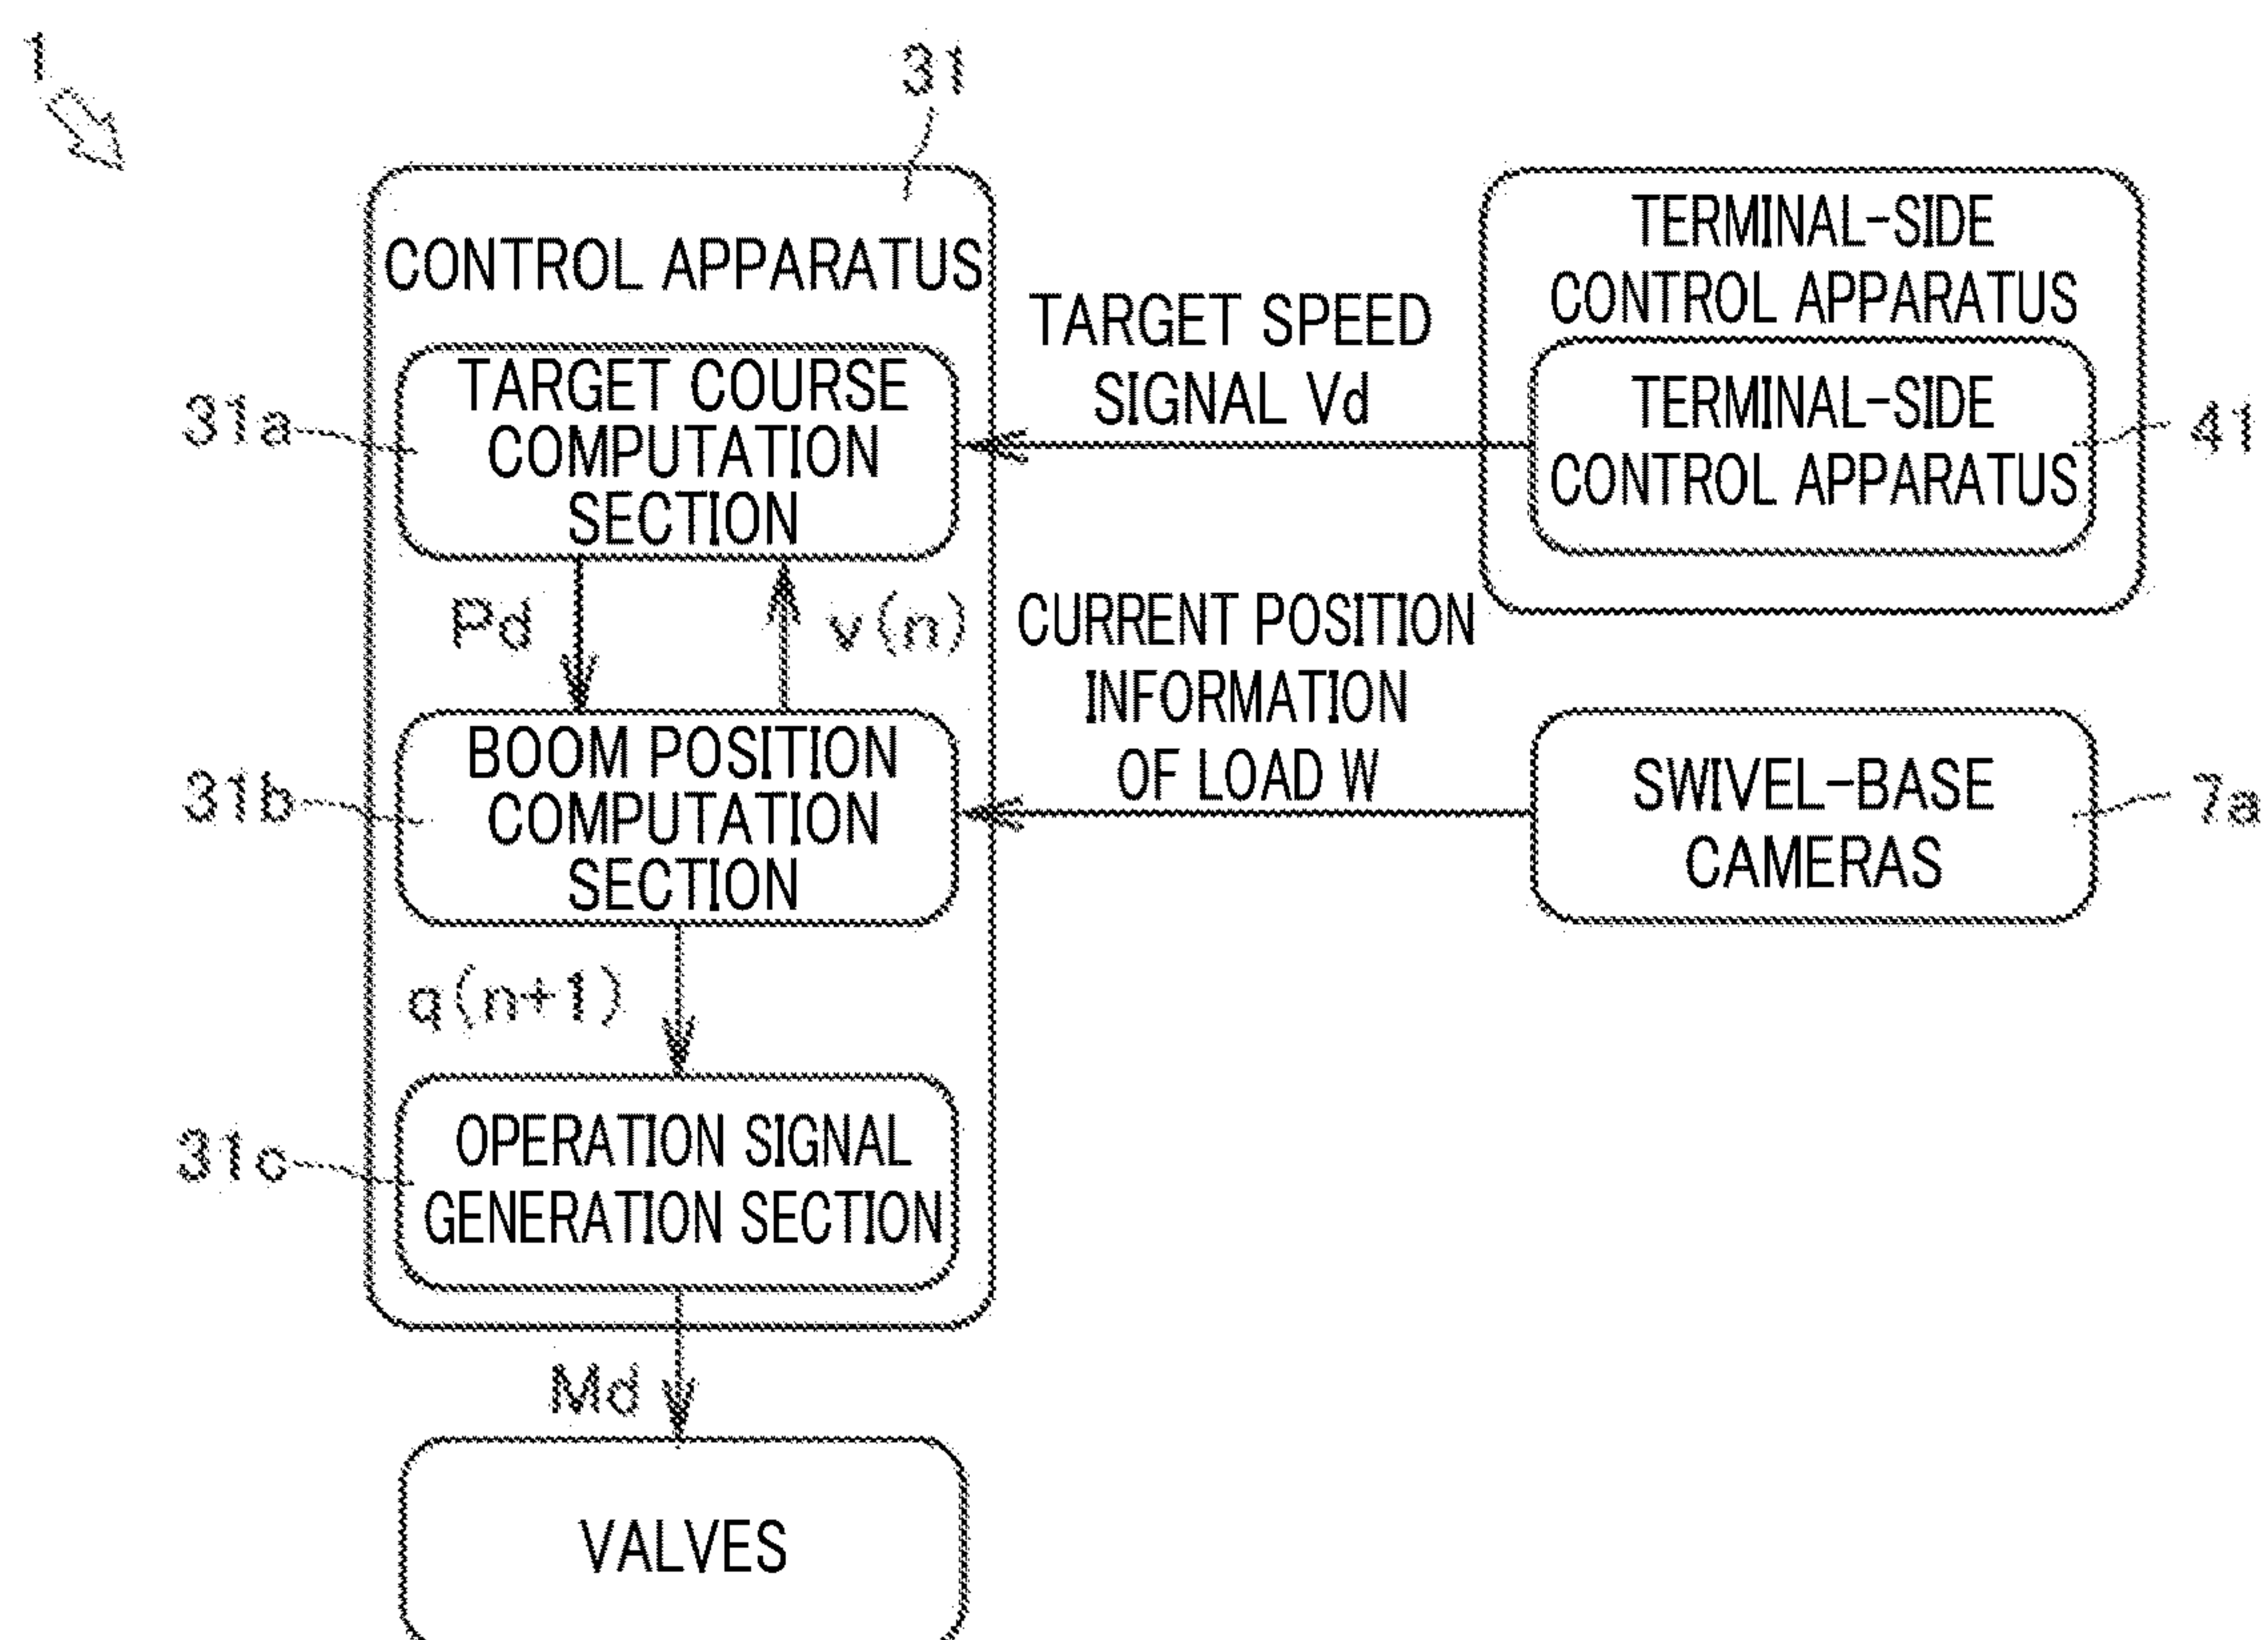 1
31
CONTROL APPARATUS
31a
TARGET COURSE
COMPUTATION
SECTION
Pd
v(n)
31b
BOOM POSITION
COMPUTATION
SECTION
q(n+1)
31c
OPERATION SIGNAL
GENERATION SECTION
Md
VALVES
TARGET SPEED
SIGNAL Vd
CURRENT POSITION
INFORMATION
OF LOAD W
TERMINAL-SIDE
CONTROL APPARATUS
TERMINAL-SIDE
CONTROL APPARATUS
41
SWIVEL-BASE
CAMERAS
7a